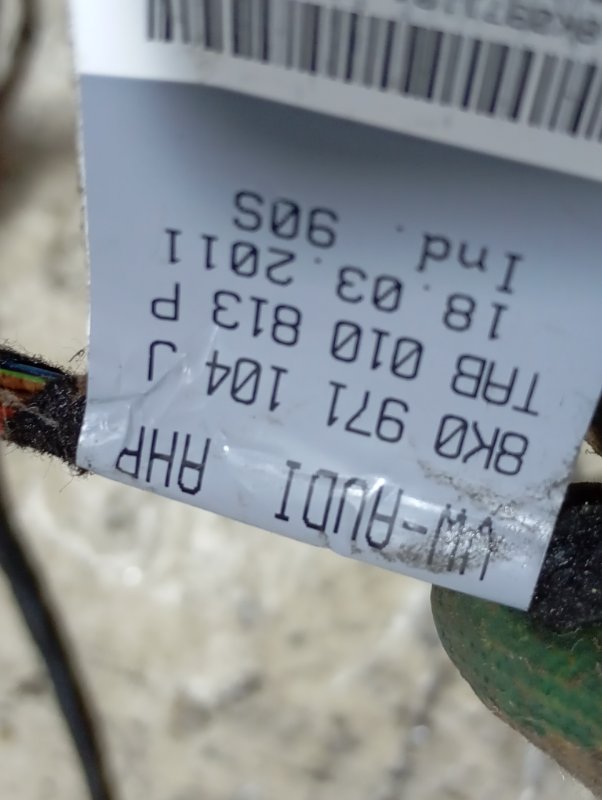 VW-AUDI AHP
8K0 971 104 J
TAB 010 813 P
18.03.2011
Ind. 90S